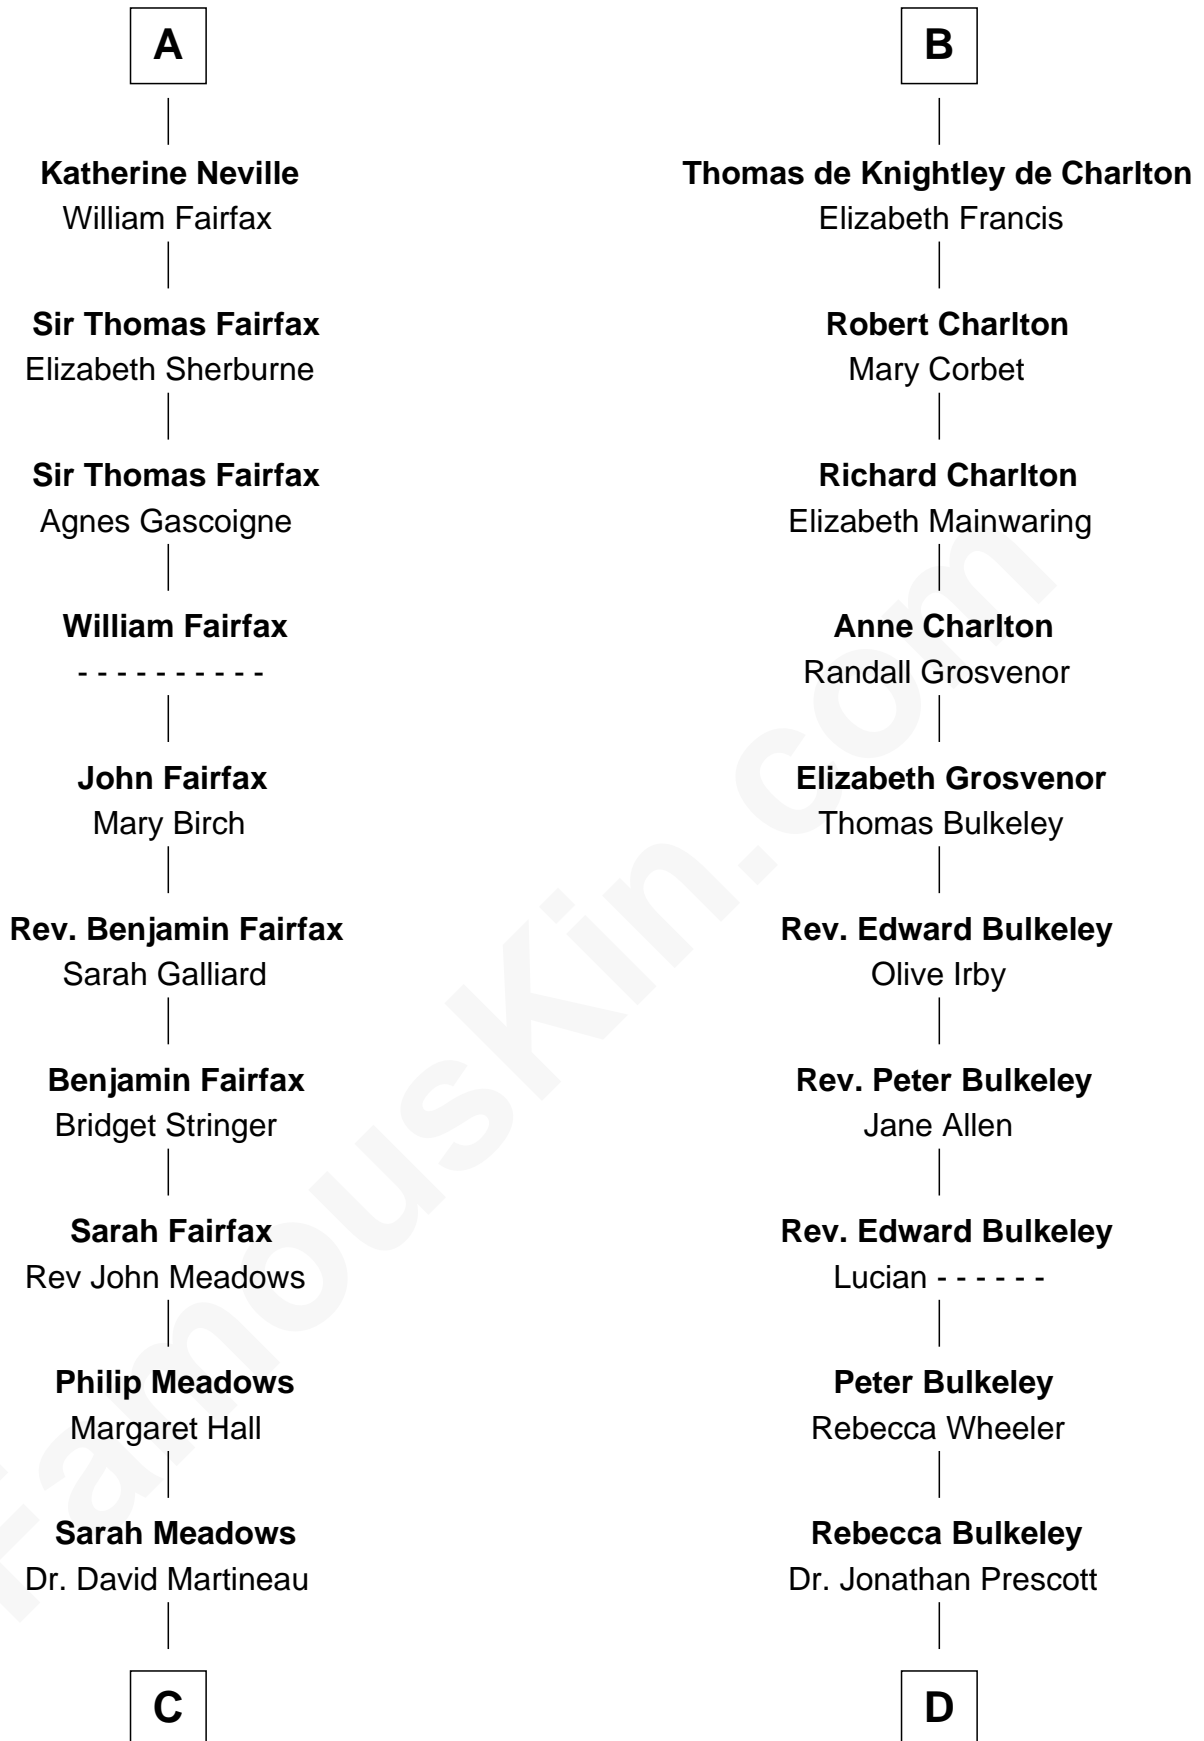 A
Katherine Neville
William Fairfax
Sir Thomas Fairfax
Elizabeth Sherburne
Sir Thomas Fairfax
Agnes Gascoigne
William Fairfax
- - - - - - - - - -
John Fairfax
Mary Birch
Rev. Benjamin Fairfax
Sarah Galliard
Benjamin Fairfax
Bridget Stringer
Sarah Fairfax
Rev John Meadows
Philip Meadows
Margaret Hall
Sarah Meadows
Dr. David Martineau
C
B
Thomas de Knightley de Charlton
Elizabeth Francis
Robert Charlton
Mary Corbet
Richard Charlton
Elizabeth Mainwaring
Anne Charlton
Randall Grosvenor
Elizabeth Grosvenor
Thomas Bulkeley
Rev. Edward Bulkeley
Olive Irby
Rev. Peter Bulkeley
Jane Allen
Rev. Edward Bulkeley
Lucian - - - - - -
Peter Bulkeley
Rebecca Wheeler
Rebecca Bulkeley
Dr. Jonathan Prescott
D
FamousKin.com